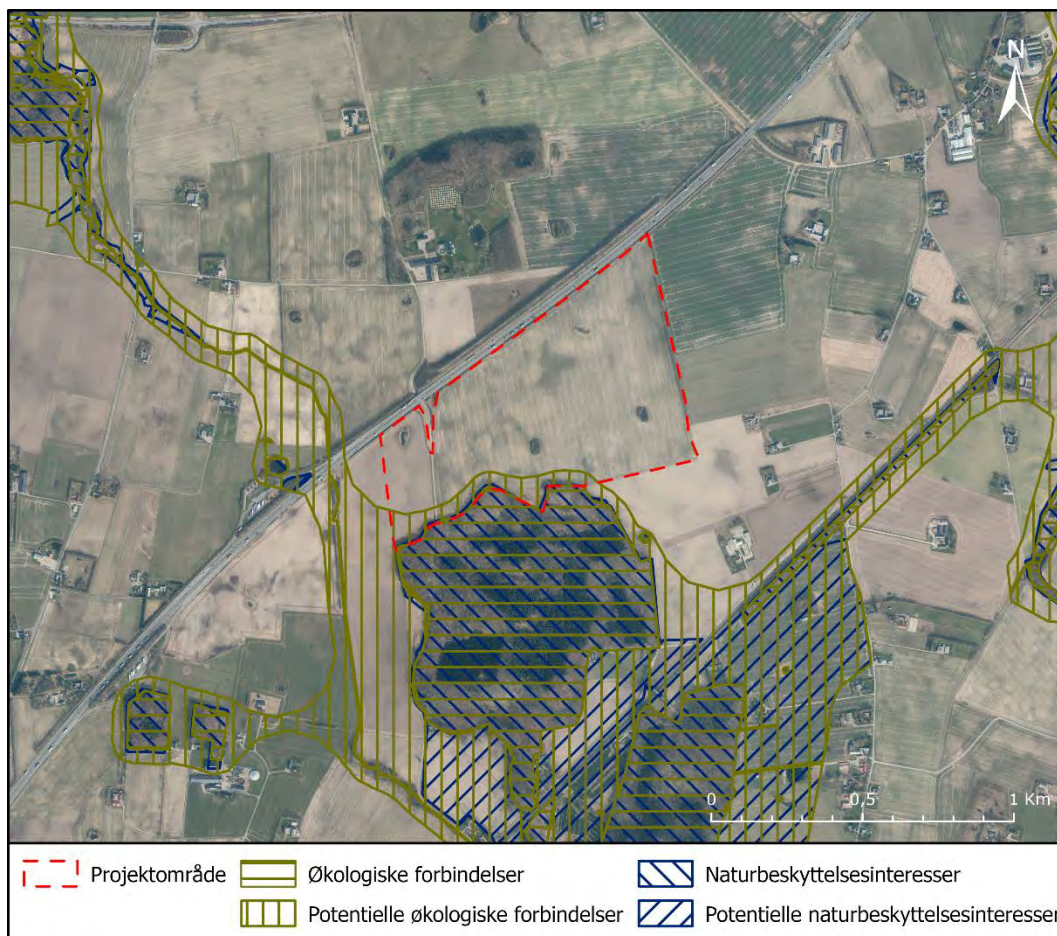 N
0 0,5 1 Km
Projektområde Økologiske forbindelser Naturbeskyttelsesinteresser
Potentielle økologiske forbindelser Potentielle naturbeskyttelsesinteresser